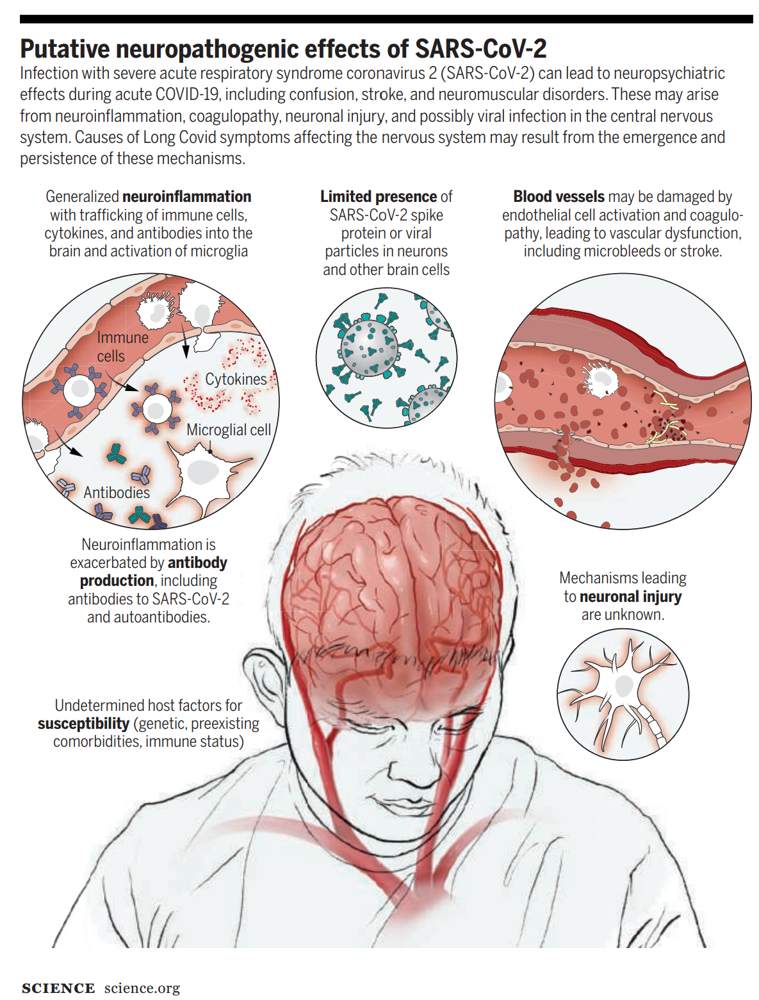 Putative neuropathogenic effects of SARS-CoV-2
Infection with severe acute respiratory syndrome coronavirus 2 (SARS-CoV-2) can lead to neuropsychiatric
effects during acute COVID-19, including confusion, stroke, and neuromuscular disorders. These may arise
from neuroinflammation, coagulopathy, neuronal injury, and possibly viral infection in the central nervous
system. Causes of Long Covid symptoms affecting the nervous system may result from the emergence and
persistence of these mechanisms.
Generalized neuroinflammation
with trafficking of immune cells,
cytokines, and antibodies into the
brain and activation of microglia
Limited presence of
SARS-CoV-2 spike
protein or viral
particles in neurons
and other brain cells
Blood vessels may be damaged by
endothelial cell activation and coagulo-
pathy, leading to vascular dysfunction,
including microbleeds or stroke.
Immune
cells
Cytokines
Microglial cell
Antibodies
Neuroinflammation is
exacerbated by antibody
production, including
antibodies to SARS-CoV-2
and autoantibodies.
Mechanisms leading
to neuronal injury
are unknown.
Undetermined host factors for
susceptibility (genetic, preexisting
comorbidities, immune status)
SCIENCE science.org